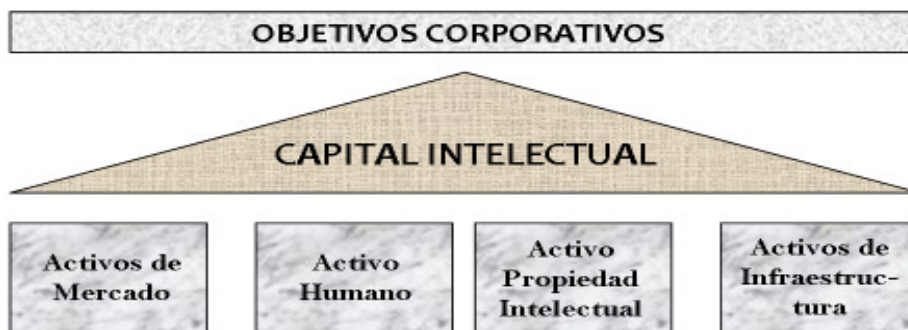 OBJETIVOS CORPORATIVOS
CAPITAL INTELECTUAL
Activos de
Mercado
Activo
Humano
Activo
Propiedad
Intelectual
Activos de
Infraestruc-
tura